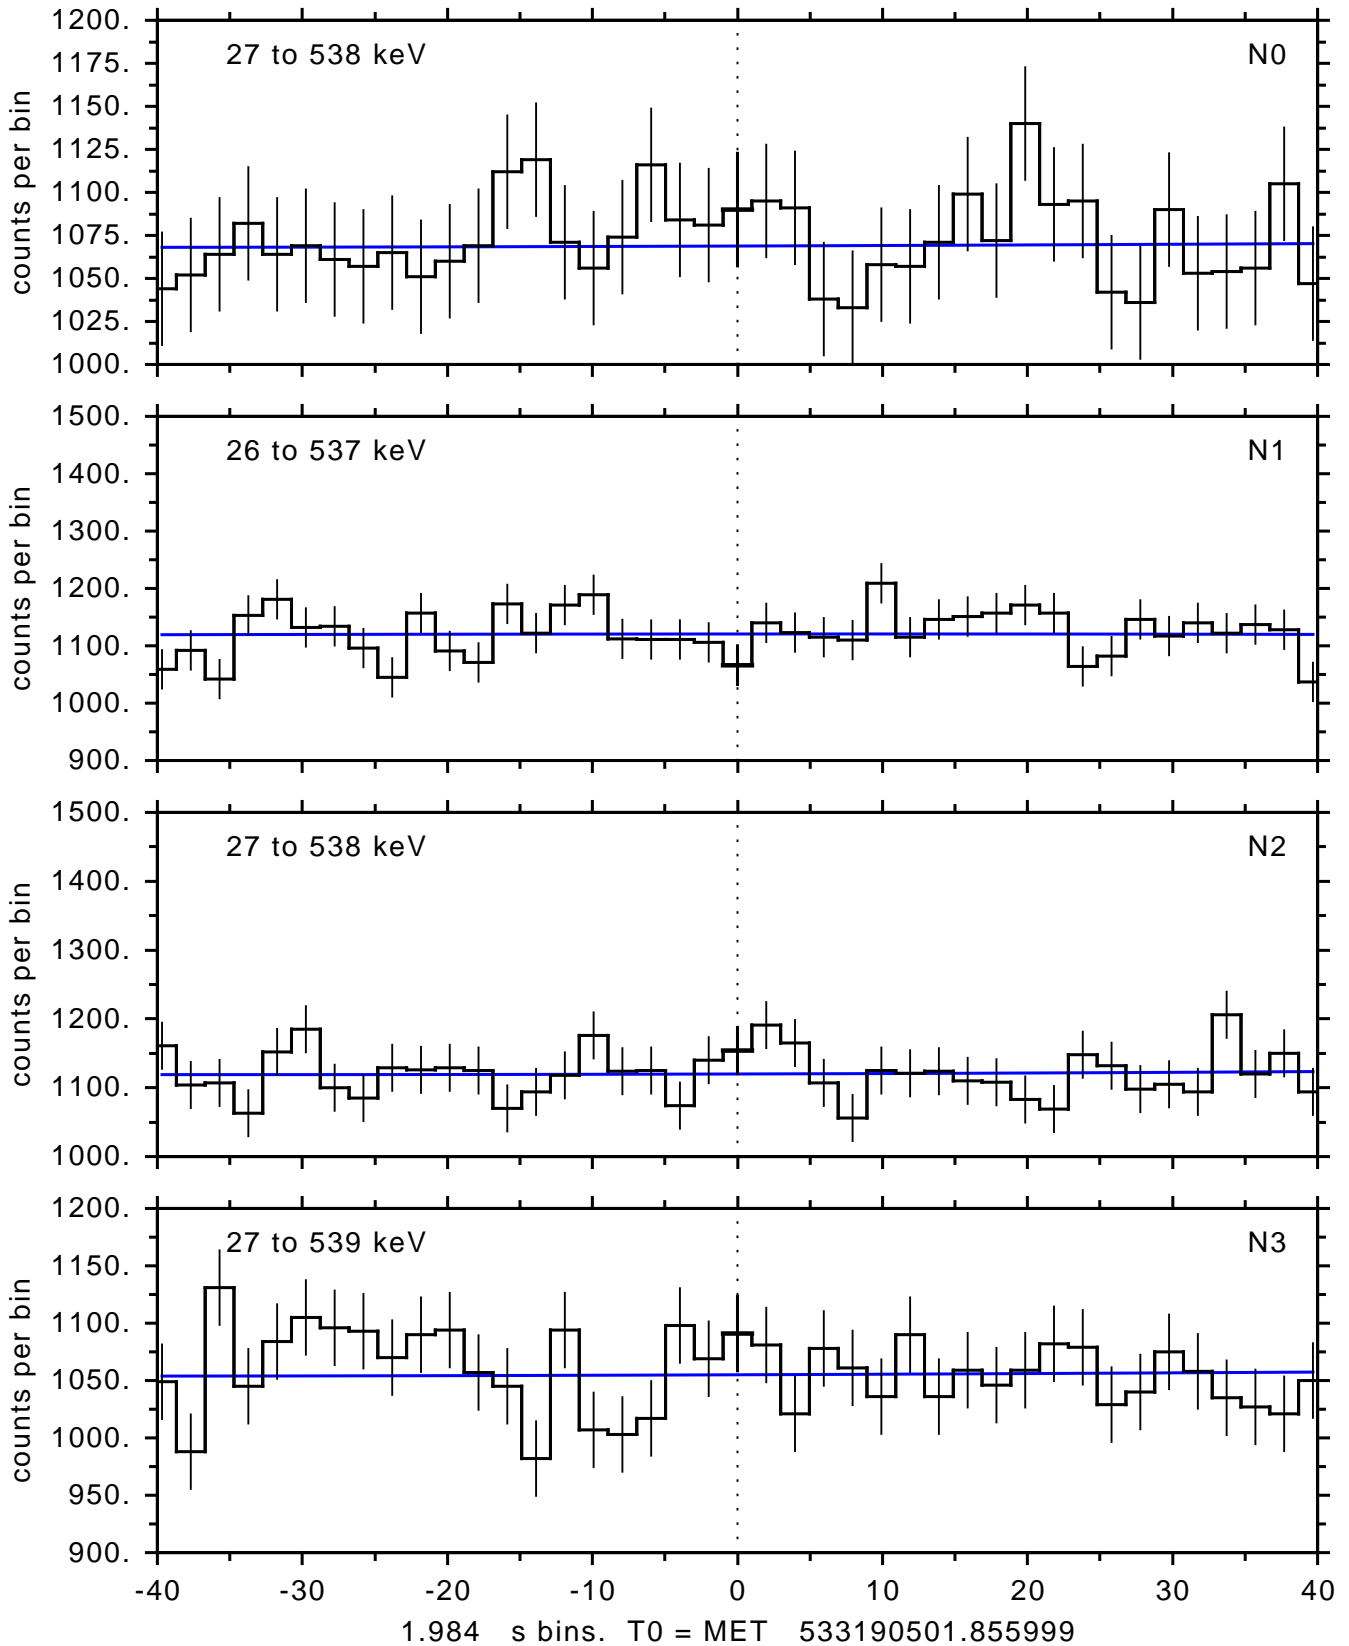 1200.
27 to 538 keV N0
1175.
1150.
1125.
1100.
1075.
1050.
1025.
1000.
counts per bin
1500.
26 to 537 keV N1
1400.
1300.
1200.
1100.
1000.
900.
counts per bin
1500.
27 to 538 keV N2
1400.
1300.
1200.
1100.
1000.
counts per bin
1200.
27 to 539 keV N3
1150.
1100.
1050.
1000.
950.
900.
counts per bin
-40 -30 -20 -10 0 10 20 30 40
1.984 s bins. T0 = MET 533190501.855999